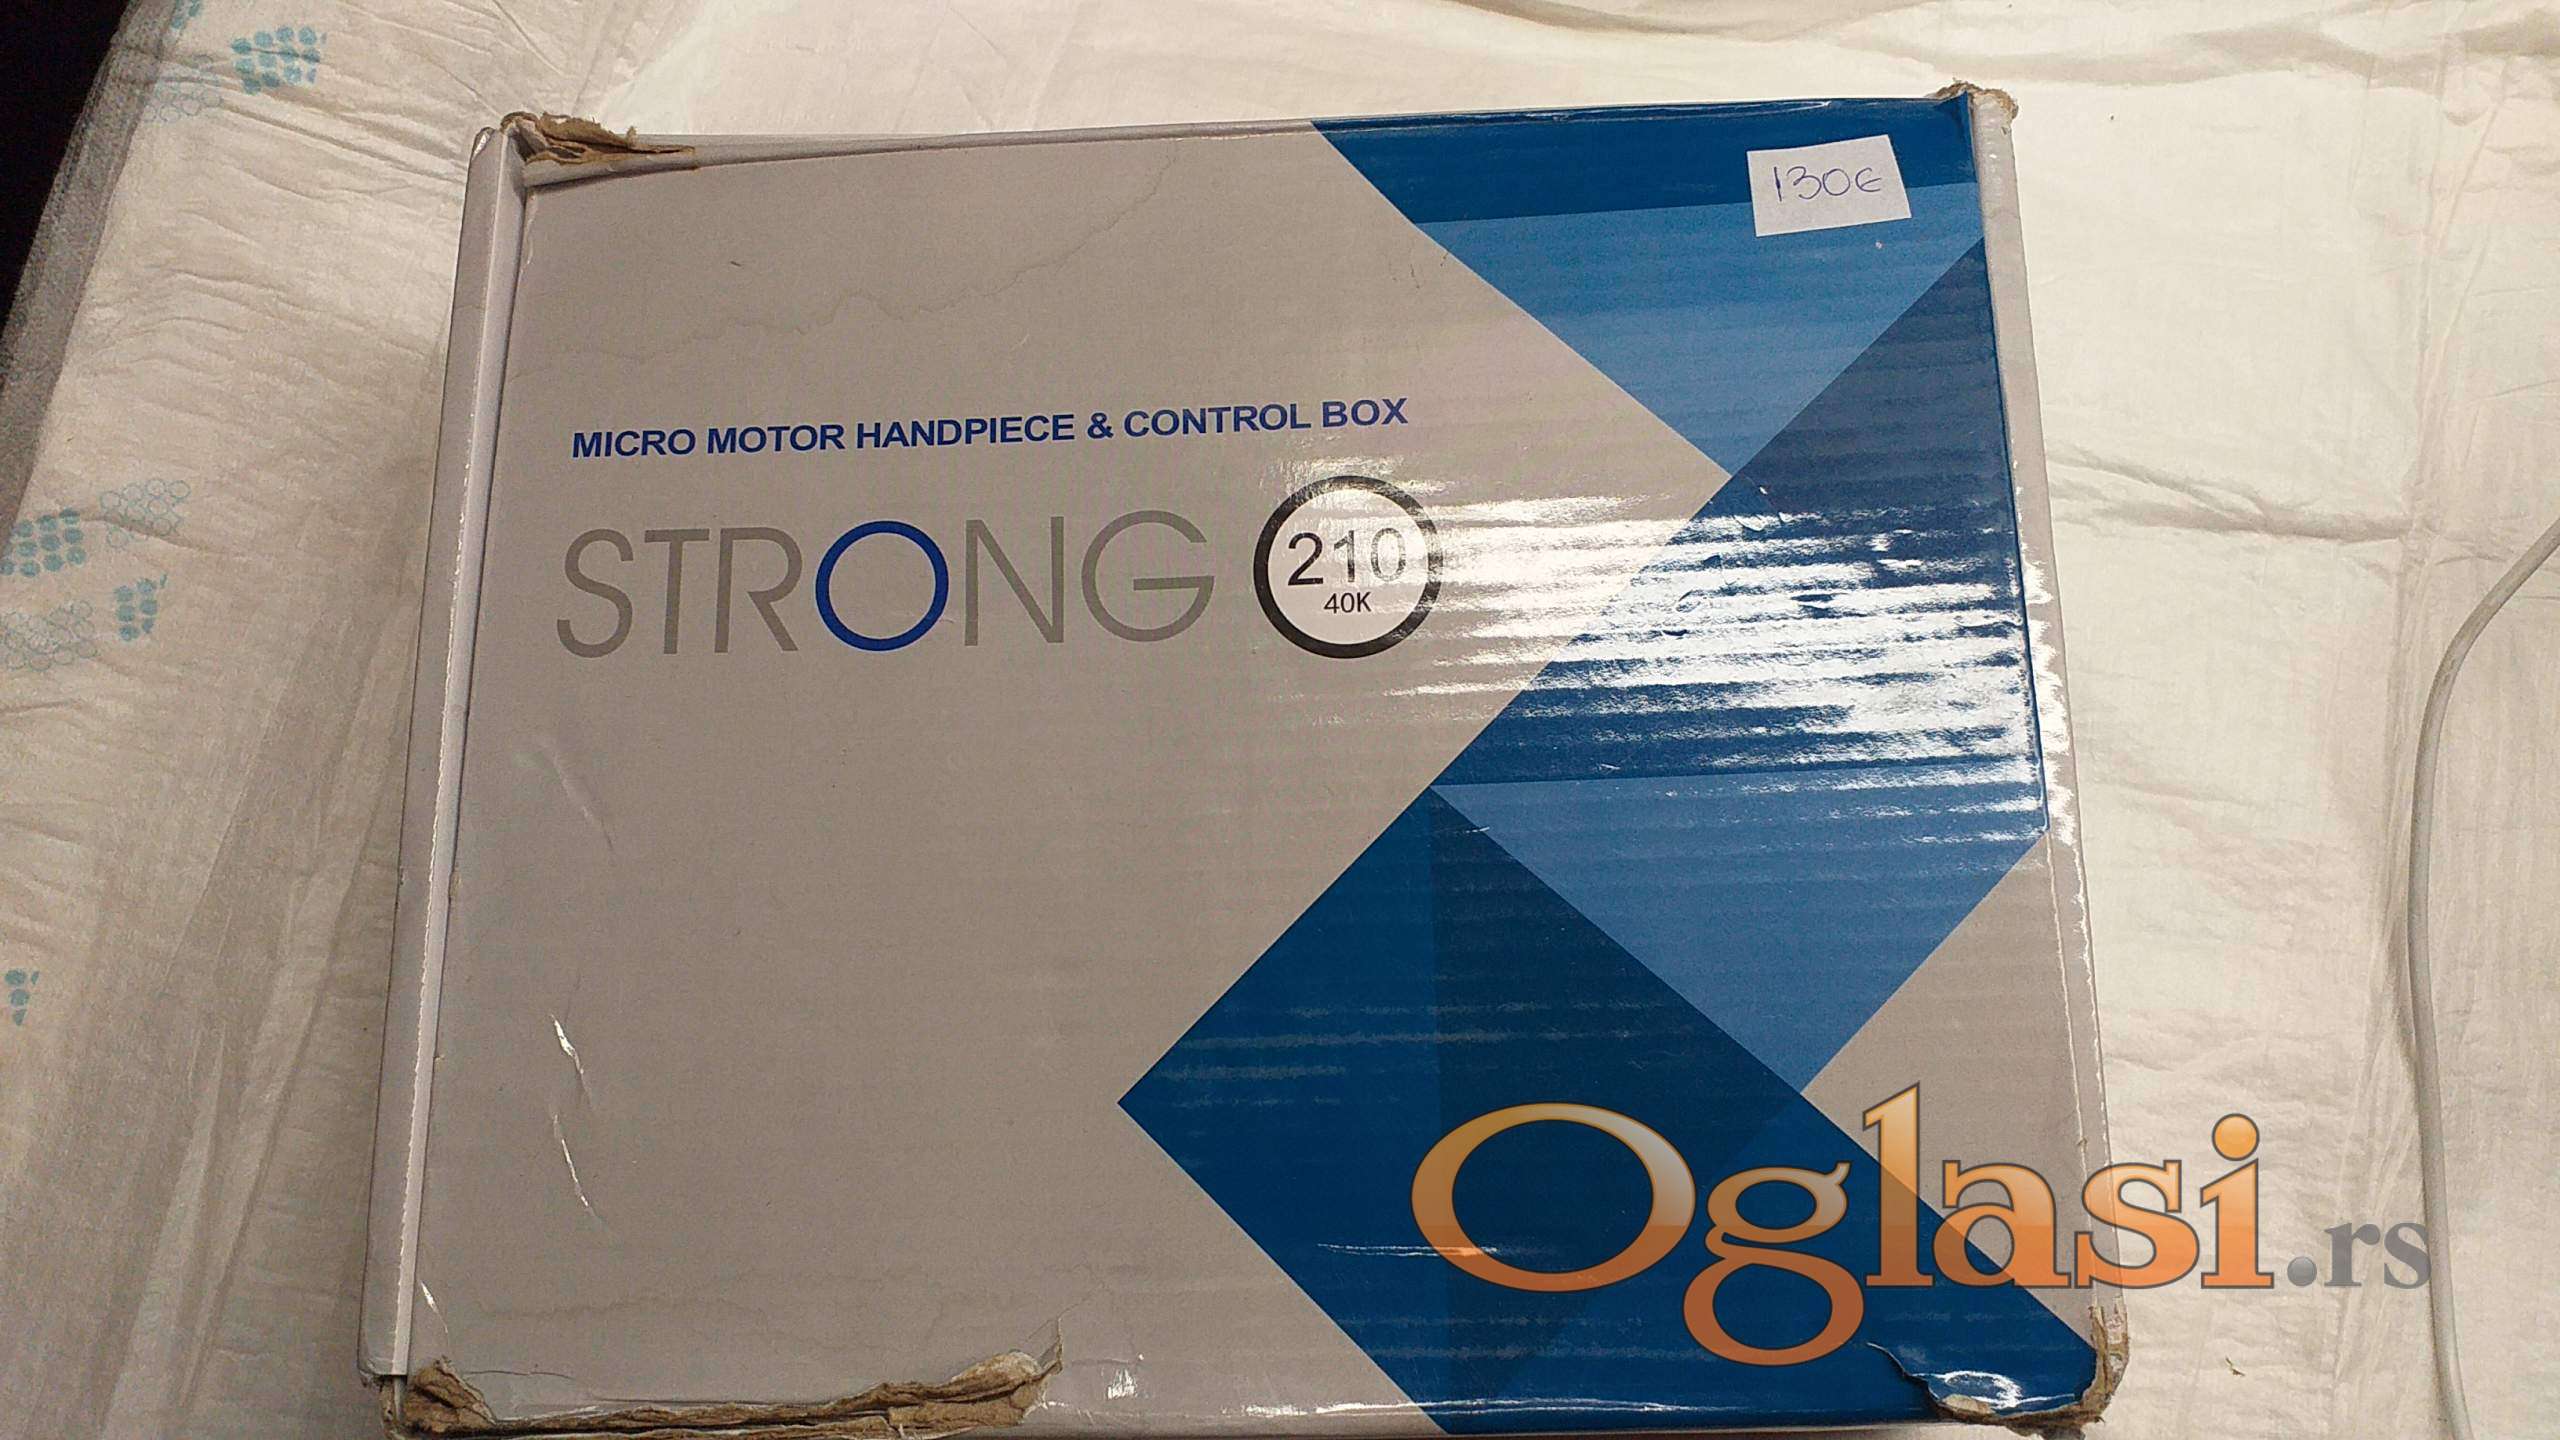 130€
MICRO MOTOR HANDPIECE & CONTROL BOX
STRONG 210
40K
Oglasi.rs